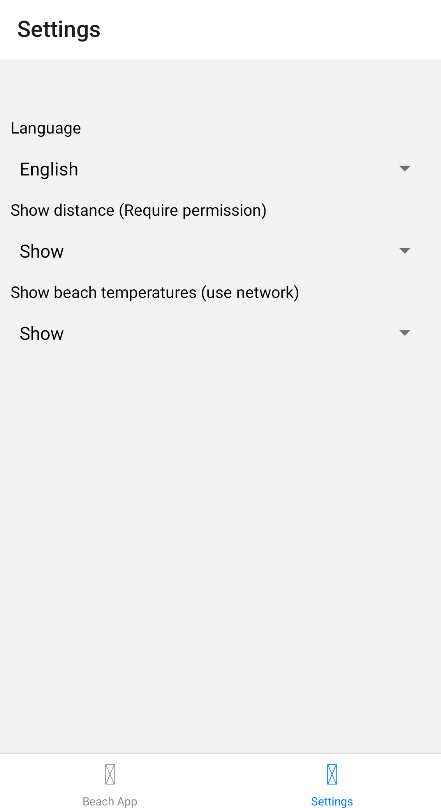 Settings
Language
English
Show distance (Require permission)
Show
Show beach temperatures (use network)
Show
Beach App
Settings